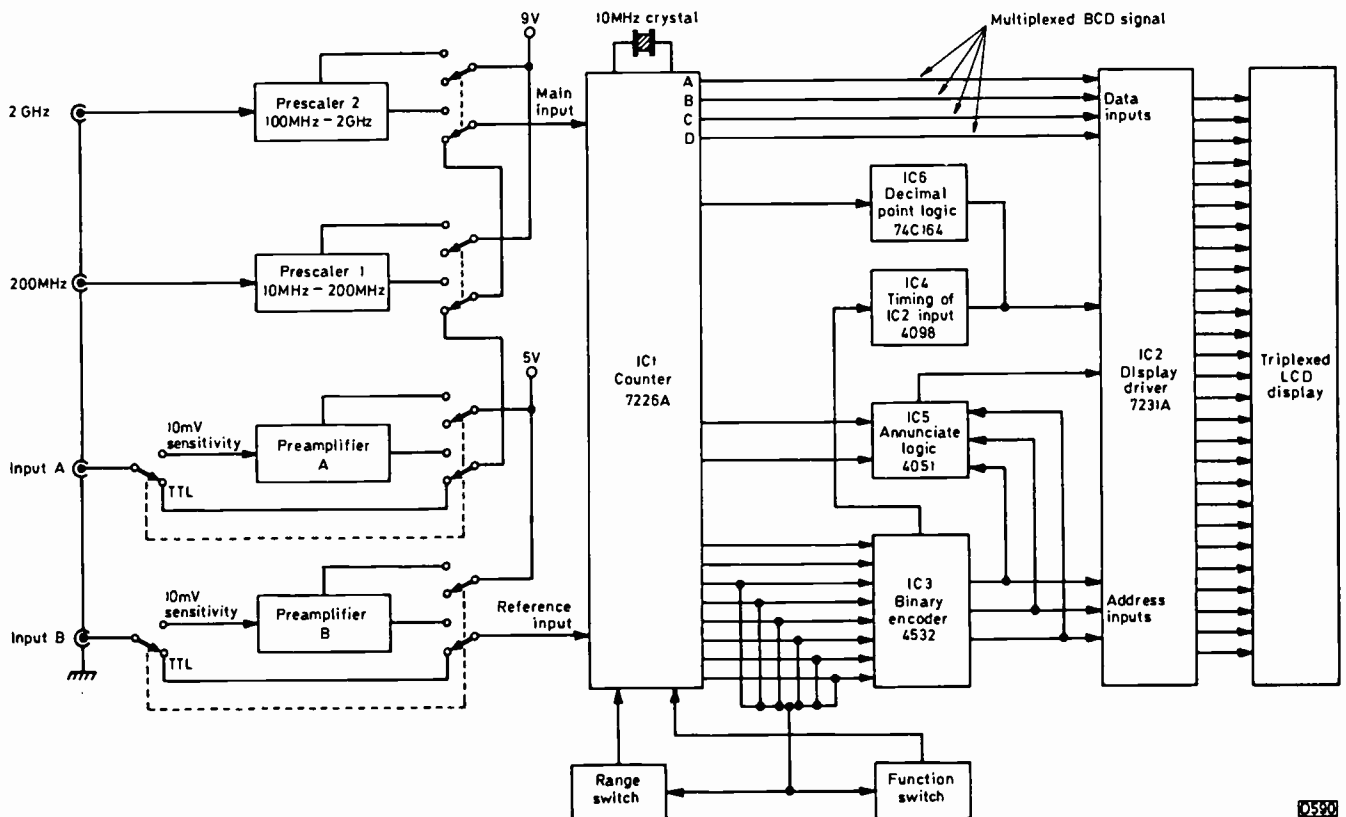 9V
10MHz crystal
Multiplexed BCD signal
2 GHz
Prescaler 2
100MHz – 2GHz
Main
input
A
B
C
D
Data
inputs
IC6
Decimal
point logic
74C164
200MHz
Prescaler 1
10MHz – 200MHz
IC4
Timing of
IC2 input
4098
5V
IC1
Counter
7226A
IC2
Display
driver
7231A
Triplexed
LCD
display
10mV
sensitivity
Preamplifier
A
IC5
Annunciate
logic
4051
Input A
TTL
10mV
sensitivity
Preamplifier
B
Reference
input
IC3
Binary
encoder
4532
Address
inputs
Input B
TTL
Range
switch
Function
switch
0590